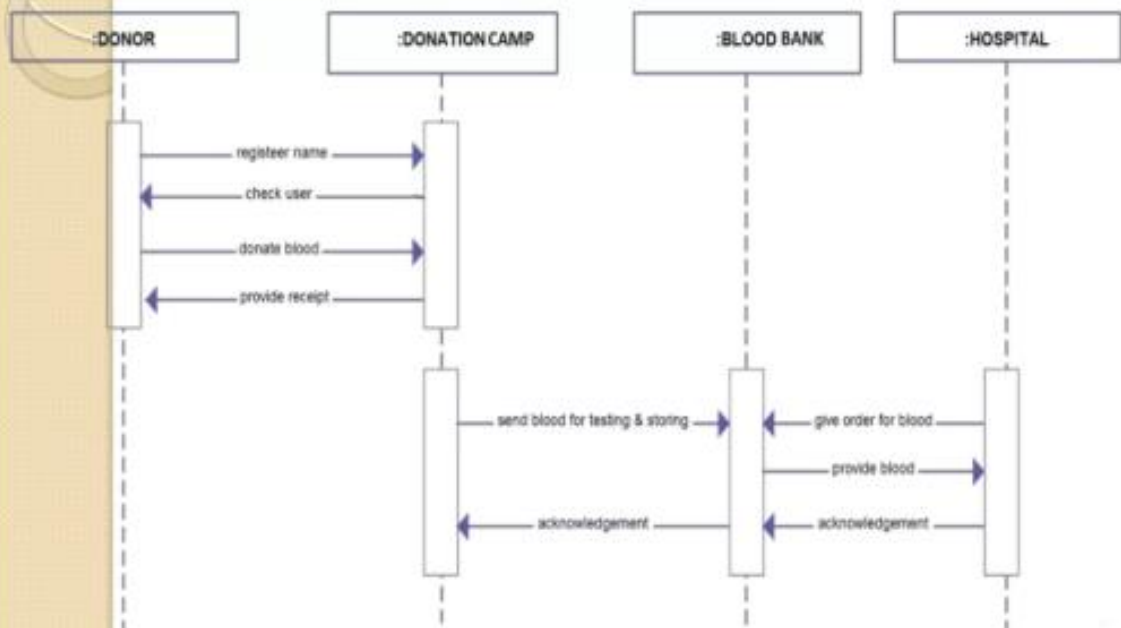 :DONOR
:DONATION CAMP
:BLOOD BANK
:HOSPITAL
registeer name
check user
donate blood
provide receipt
send blood for testing & storing
give order for blood
provide blood
acknowledgement
acknowledgement